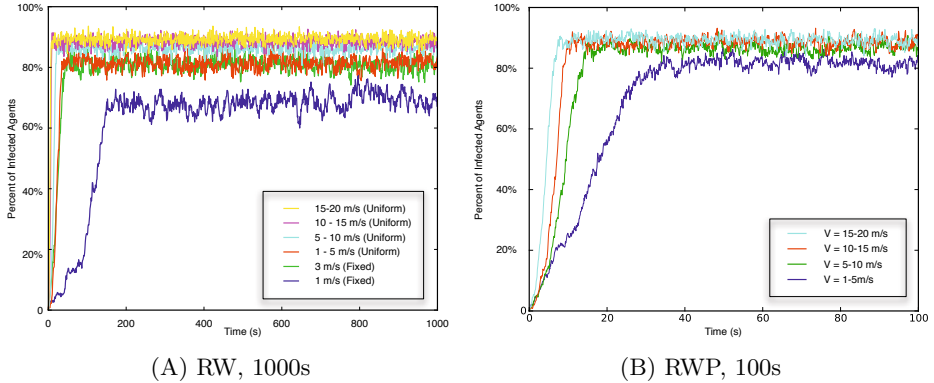 100%
80%
60%
40%
20%
0
Percent of Infected Agents
15-20 m/s (Uniform)
10 - 15 m/s (Uniform)
5 - 10 m/s (Uniform)
1 - 5 m/s (Uniform)
3 m/s (Fixed)
1 m/s (Fixed)
0 200 400 600 800 1000
Time (s)
(A) RW, 1000s
100%
80%
60%
40%
20%
0
Percent of Infected Agents
V = 15-20 m/s
V = 10-15 m/s
V = 5-10 m/s
V = 1-5m/s
0 20 40 60 80 100
Time (s)
(B) RWP, 100s